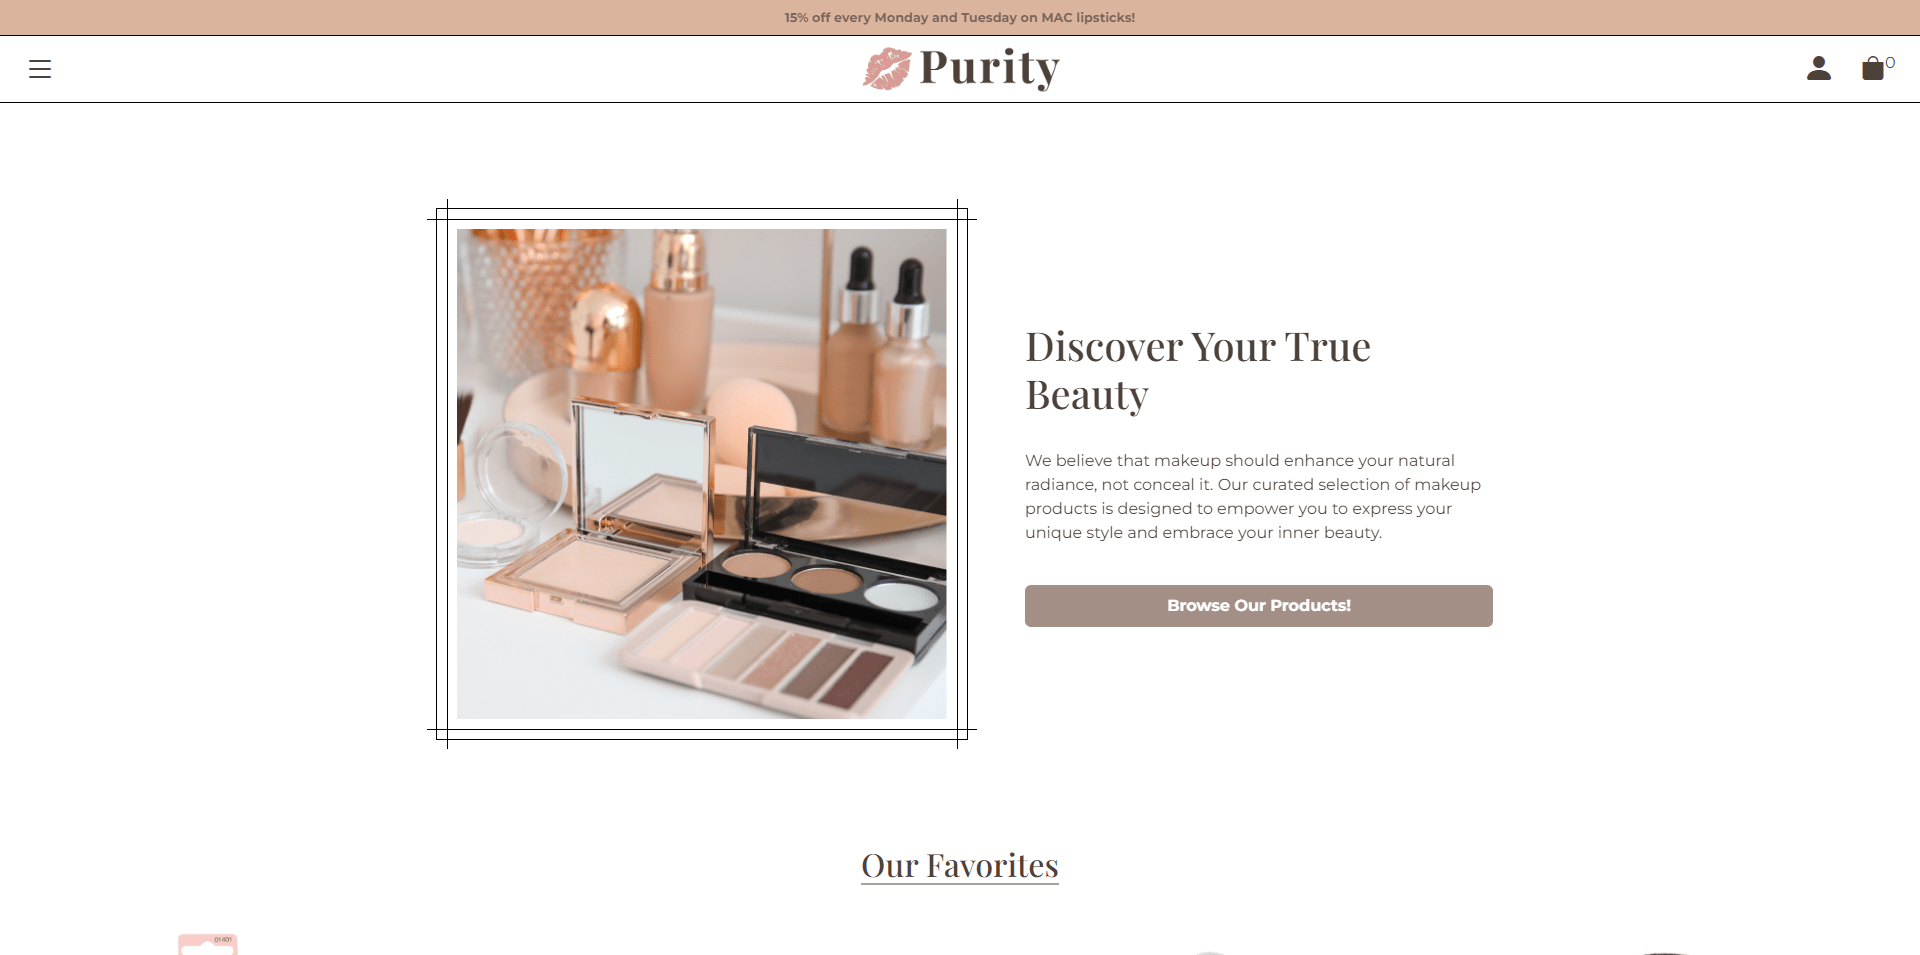 15% off every Monday and Tuesday on MAC lipsticks!
Purity
0
Discover Your True
Beauty
We believe that makeup should enhance your natural
radiance, not conceal it. Our curated selection of makeup
products is designed to empower you to express your
unique style and embrace your inner beauty.
Browse Our Products!
Our Favorites
01401